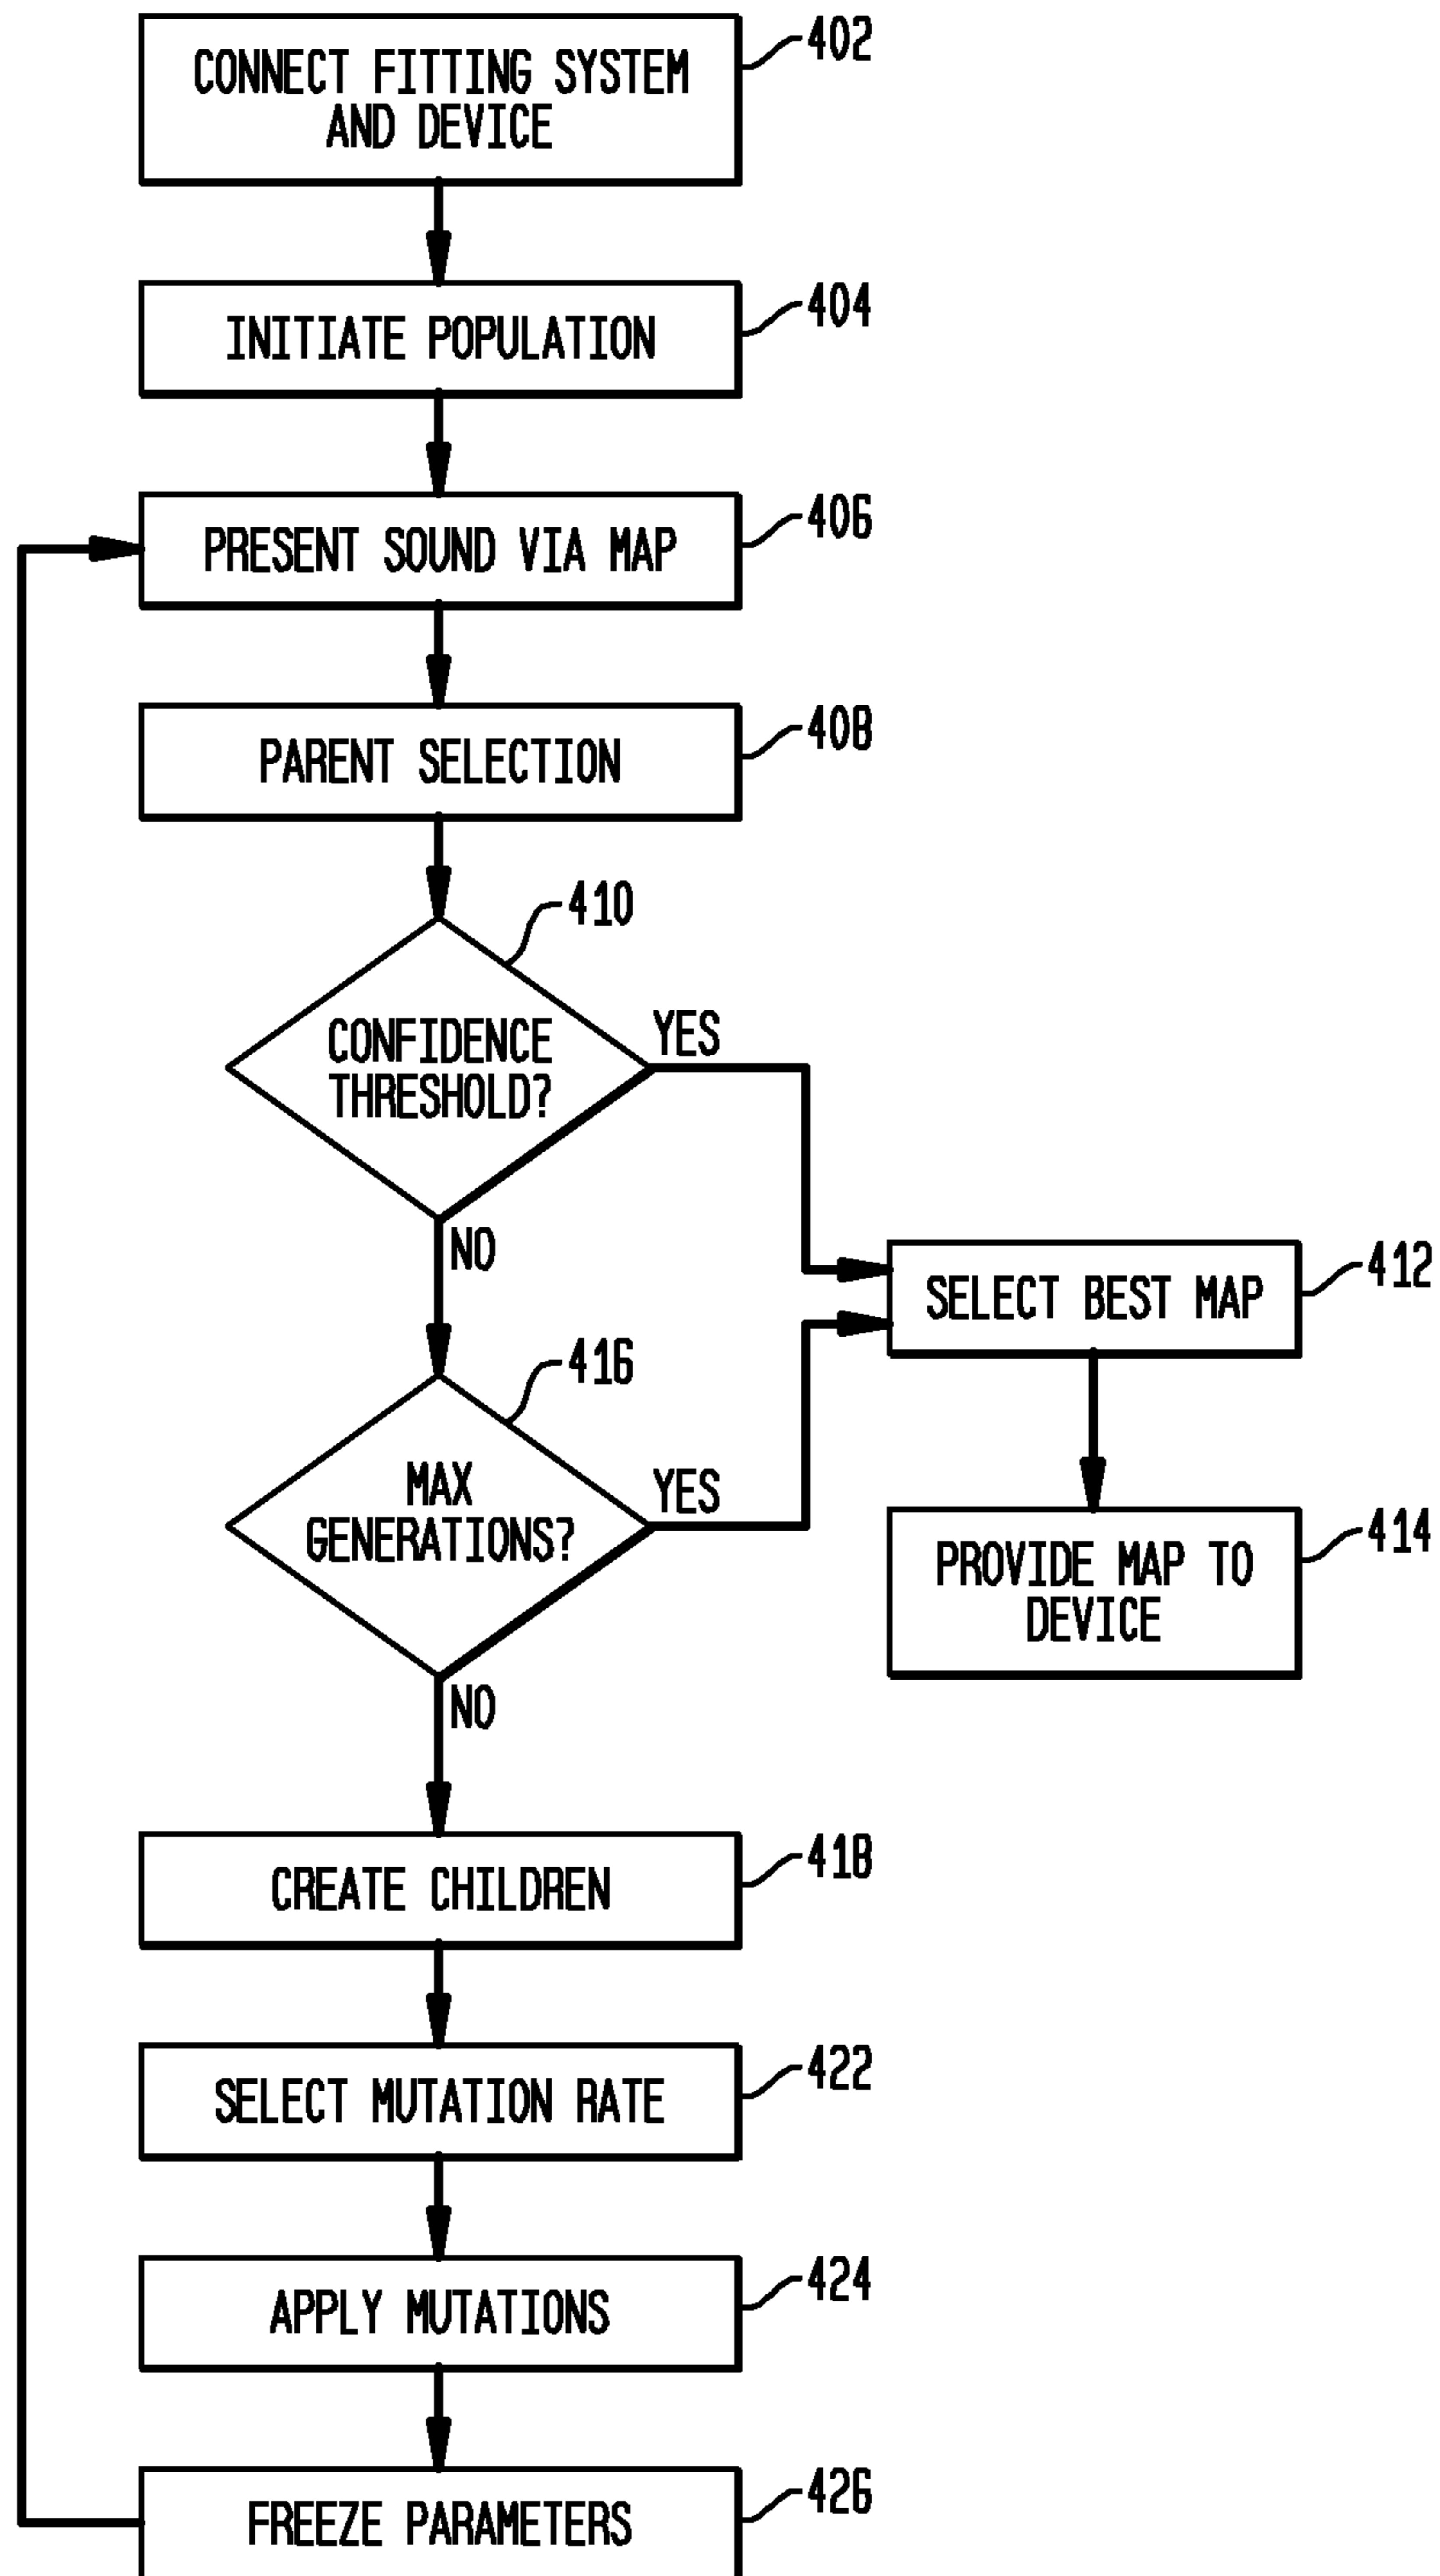 CONNECT FITTING SYSTEM
AND DEVICE
402
INITIATE POPULATION
404
PRESENT SOUND VIA MAP
406
PARENT SELECTION
408
410
CONFIDENCE
THRESHOLD?
YES
NO
SELECT BEST MAP
412
416
MAX
GENERATIONS?
YES
NO
PROVIDE MAP TO
DEVICE
414
CREATE CHILDREN
418
SELECT MUTATION RATE
422
APPLY MUTATIONS
424
FREEZE PARAMETERS
426